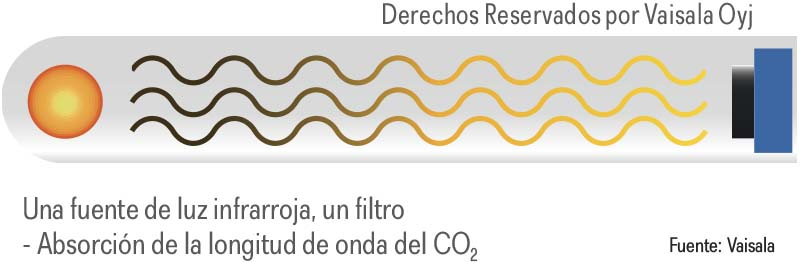 Derechos Reservados por Vaisala Oyj
Una fuente de luz infrarroja, un filtro
- Absorción de la longitud de onda del CO₂
Fuente: Vaisala